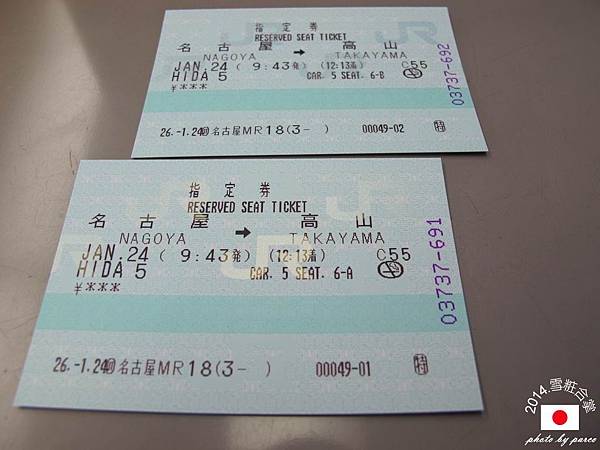 指定券
RESERVED SEAT TICKET
名古屋 ➡ 高山
NAGOYA TAKAYAMA
JAN.24 ( 9:43発) (12:13着) C55
HIDA 5 CAR. 5 SEAT. 6-B
¥***
26.-1.24 名古屋MR18(3- ) 00049-02 特
03737-692
指定券
RESERVED SEAT TICKET
名古屋 ➡ 高山
NAGOYA TAKAYAMA
JAN.24 ( 9:43発) (12:13着) C55
HIDA 5 CAR. 5 SEAT. 6-A
¥***
26.-1.24 名古屋MR18(3- ) 00049-01 特
03737-691
2014.雪粧合掌
photo by parco